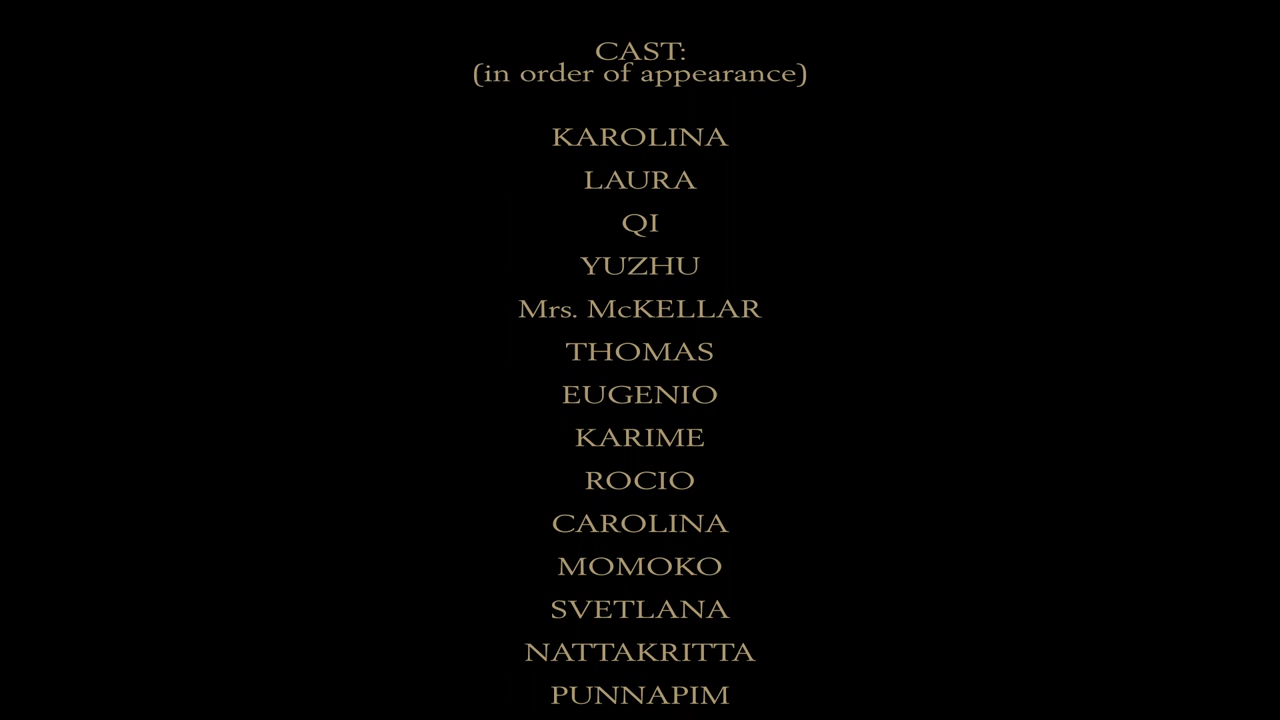 CAST:
(in order of appearance)
KAROLINA
LAURA
QI
YUZHU
Mrs. McKELLAR
THOMAS
EUGENIO
KARIME
ROCIO
CAROLINA
MOMOKO
SVETLANA
NATTAKRITTA
PUNNAPIM